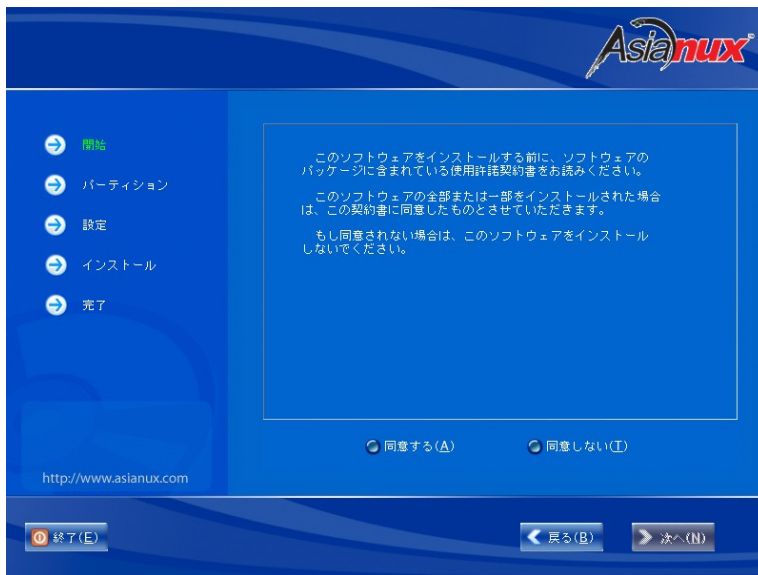 Asianux
開始
パーティション
設定
インストール
完了
このソフトウェアをインストールする前に、ソフトウェアの
パッケージに含まれている使用許諾契約書をお読みください。
このソフトウェアの全部または一部をインストールされた場合
は、この契約書に同意したものとさせていただきます。
もし同意されない場合は、このソフトウェアをインストール
しないでください。
同意する(A)
同意しない(T)
http://www.asianux.com
終了(E)
戻る(B)
次へ(N)